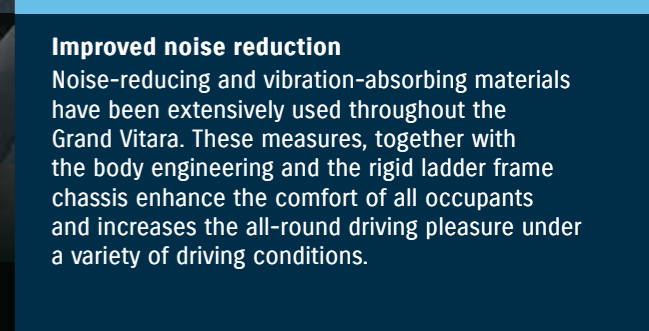 Improved noise reduction
Noise-reducing and vibration-absorbing materials
have been extensively used throughout the
Grand Vitara. These measures, together with
the body engineering and the rigid ladder frame
chassis enhance the comfort of all occupants
and increases the all-round driving pleasure under
a variety of driving conditions.